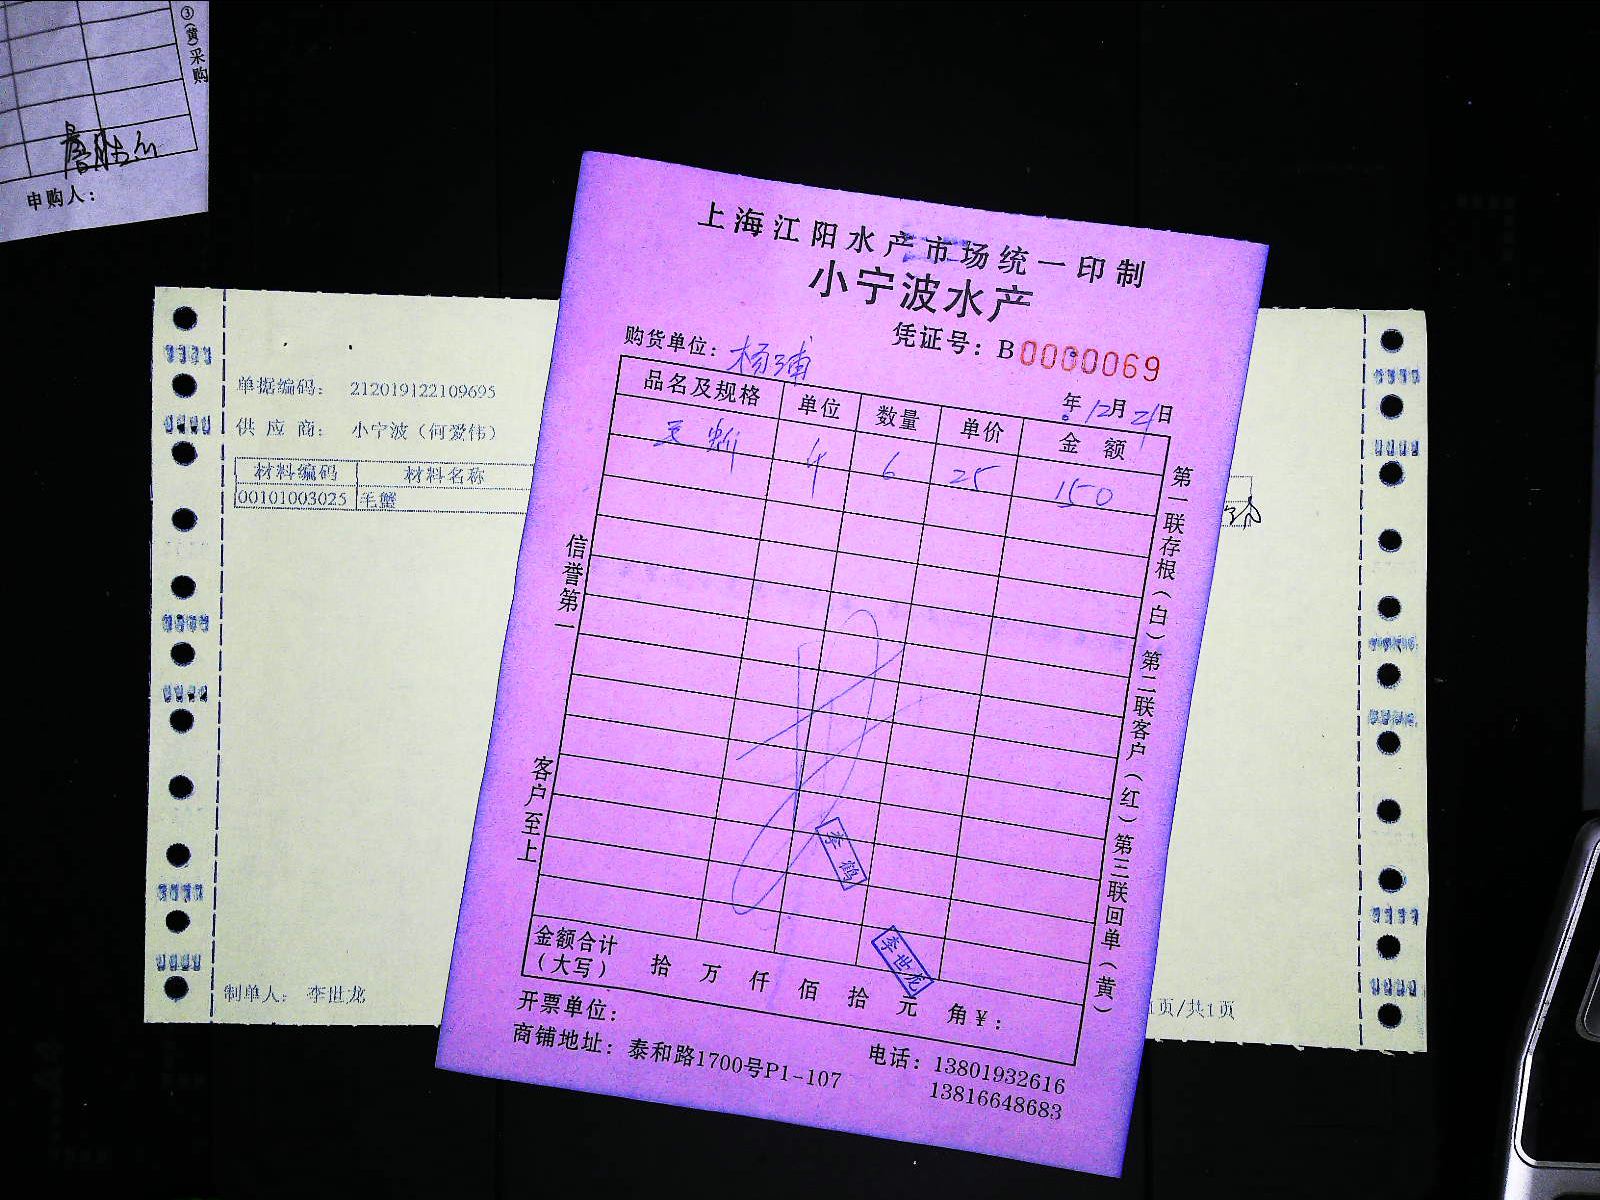 ③(黄)采购
申购人：
上海江阳水产市场统一印制
小宁波水产
凭证号：B0000069
购货单位：杨浦
年12月21日
品名及规格 单位 数量 单价 金额
6 25 150
信誉第一
客户至上
第一联存根(白)第二联客户(红)第三联回单(黄)
李鹤
李世龙
金额合计
(大写) 拾 万 仟 佰 拾 元 角 ¥：
开票单位：
商铺地址：泰和路1700号P1-107
电话：13801932616
13816648683
单据编码： 212019122109695
供应商： 小宁波（何爱伟）
材料编码 材料名称
00101003025 毛蟹
制单人： 李世龙
1页/共1页